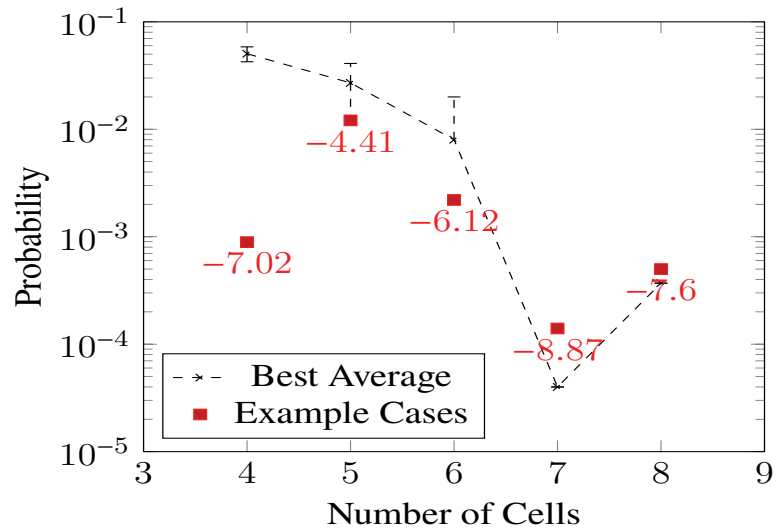 10⁻¹
10⁻²
10⁻³
10⁻⁴
10⁻⁵
Probability
−4.41
−6.12
−7.02
−7.6
−8.87
Best Average
Example Cases
3 4 5 6 7 8 9
Number of Cells